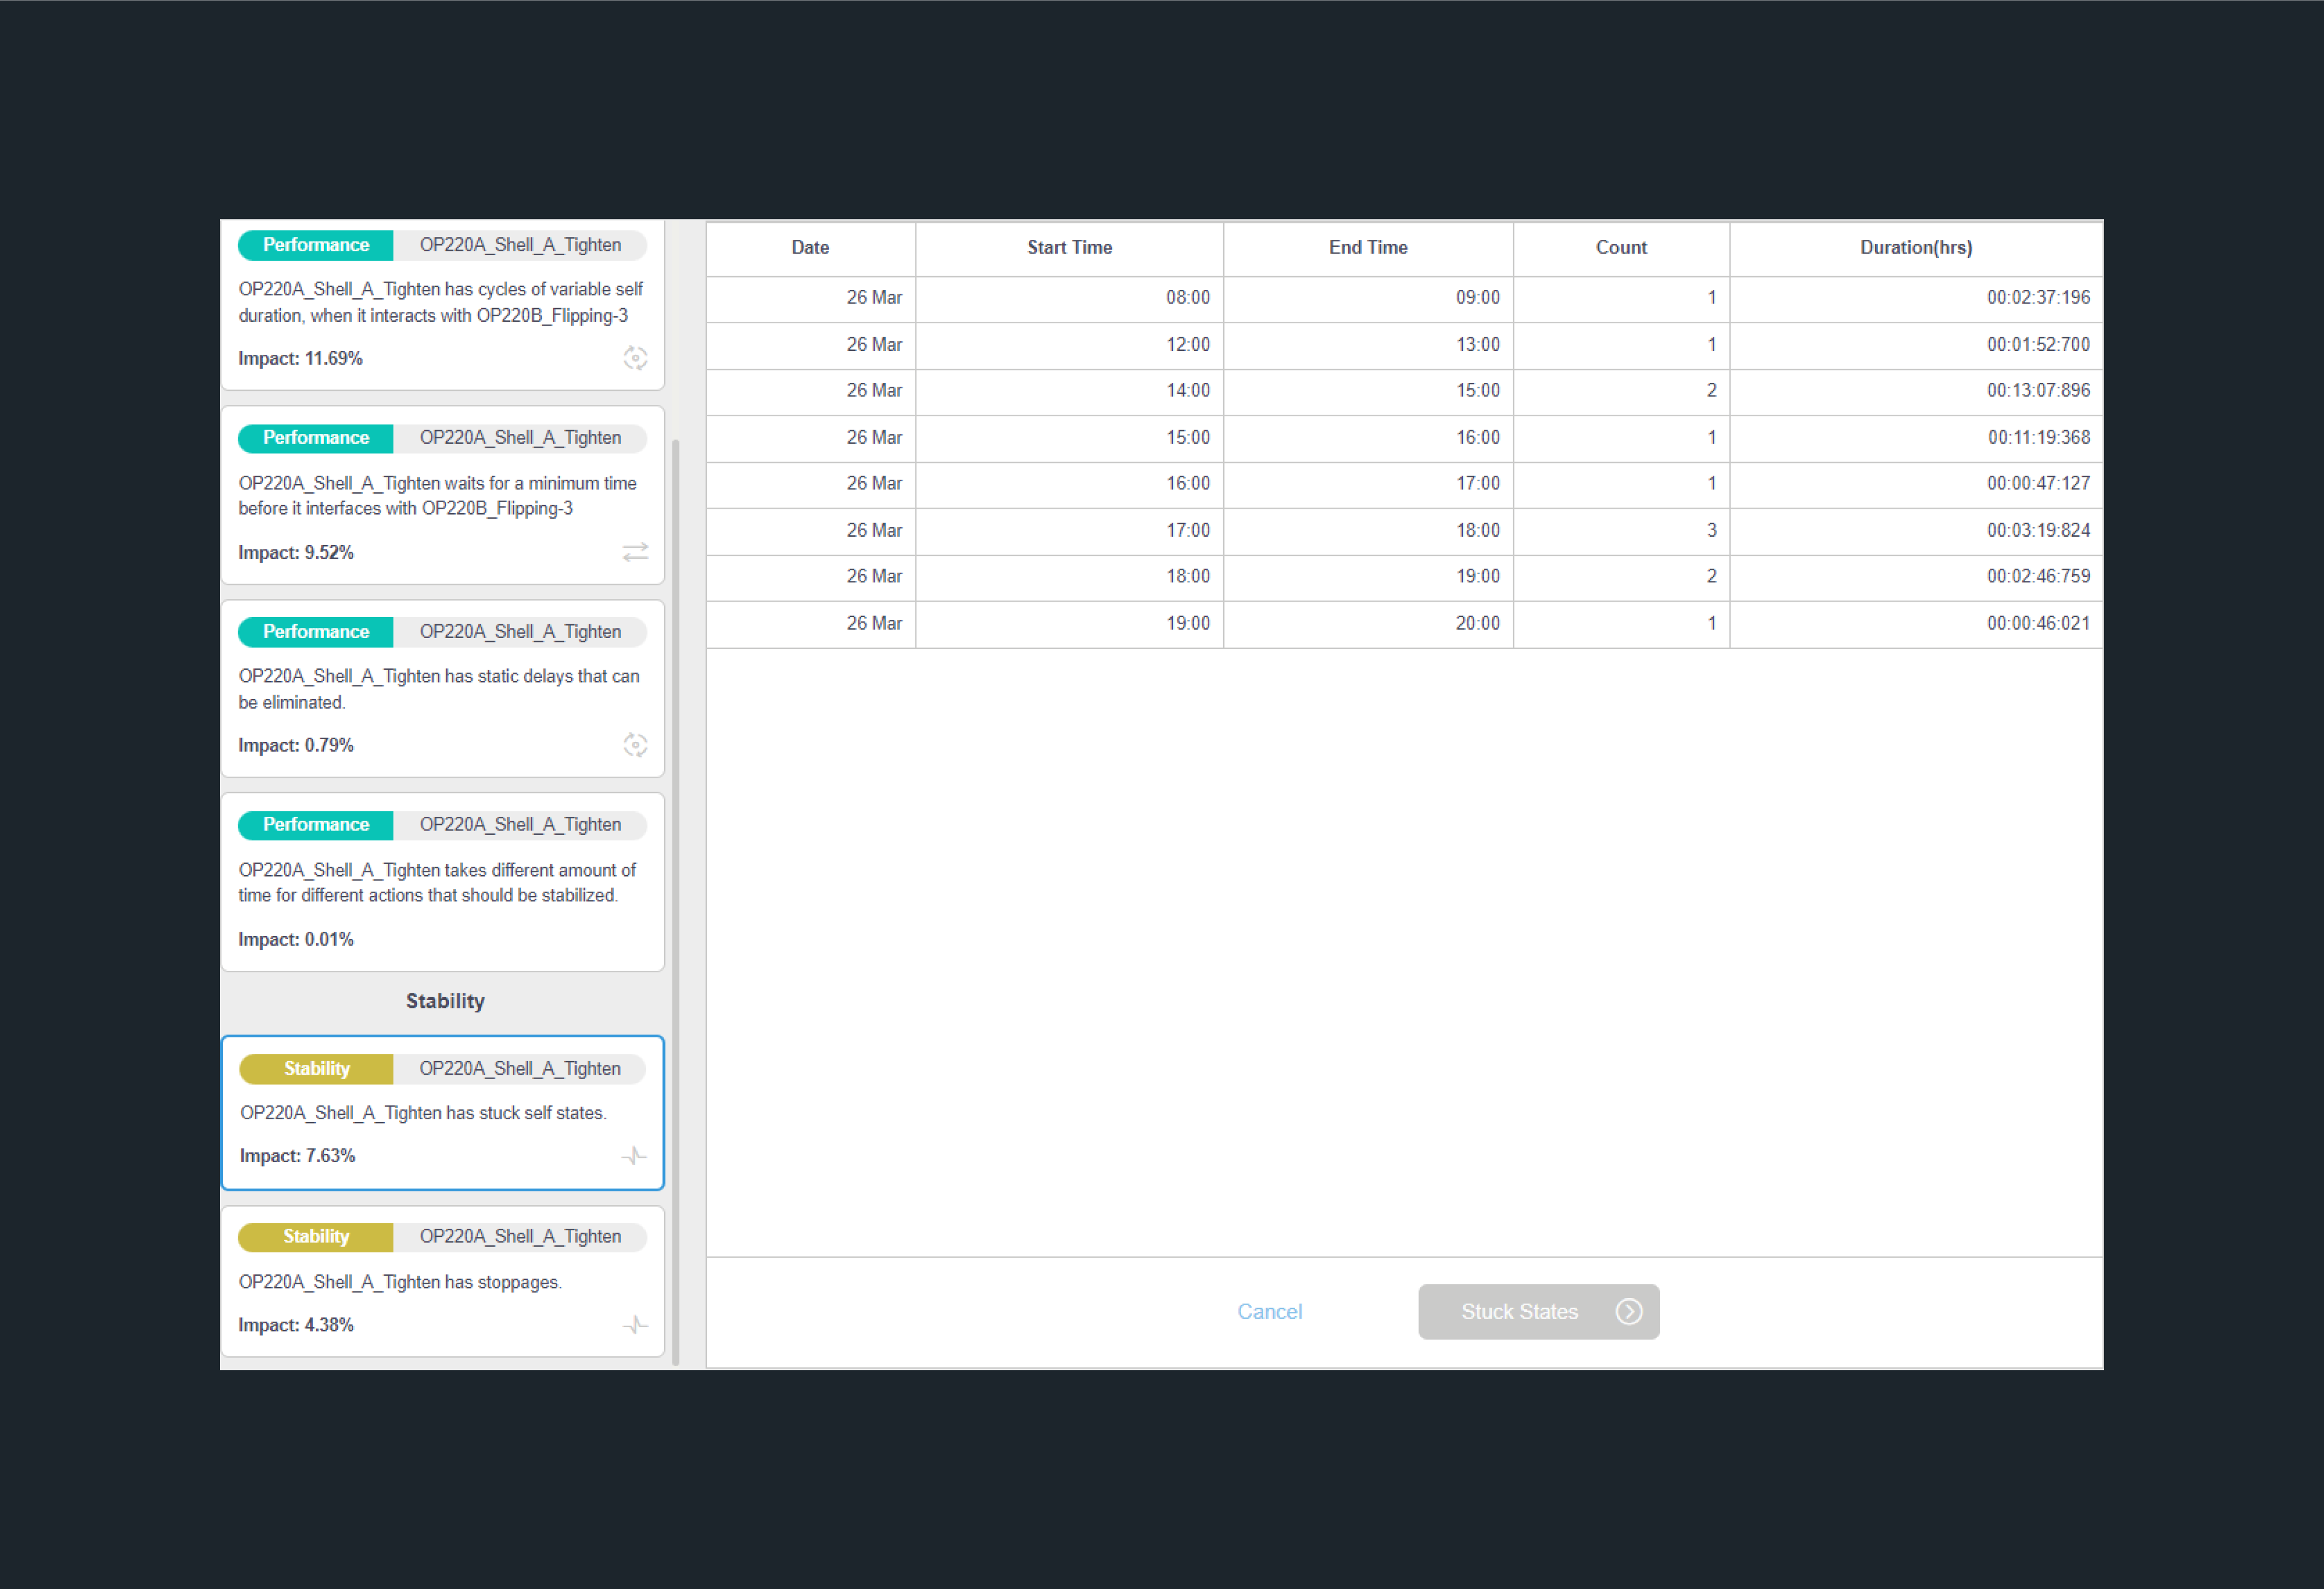 Performance OP220A_Shell_A_Tighten
OP220A_Shell_A_Tighten has cycles of variable self
duration, when it interacts with OP220B_Flipping-3
Impact: 11.69%
Performance OP220A_Shell_A_Tighten
OP220A_Shell_A_Tighten waits for a minimum time
before it interfaces with OP220B_Flipping-3
Impact: 9.52%
Performance OP220A_Shell_A_Tighten
OP220A_Shell_A_Tighten has static delays that can
be eliminated.
Impact: 0.79%
Performance OP220A_Shell_A_Tighten
OP220A_Shell_A_Tighten takes different amount of
time for different actions that should be stabilized.
Impact: 0.01%
Stability
Stability OP220A_Shell_A_Tighten
OP220A_Shell_A_Tighten has stuck self states.
Impact: 7.63%
Stability OP220A_Shell_A_Tighten
OP220A_Shell_A_Tighten has stoppages.
Impact: 4.38%
Date Start Time End Time Count Duration(hrs)
26 Mar 08:00 09:00 1 00:02:37:196
26 Mar 12:00 13:00 1 00:01:52:700
26 Mar 14:00 15:00 2 00:13:07:896
26 Mar 15:00 16:00 1 00:11:19:368
26 Mar 16:00 17:00 1 00:00:47:127
26 Mar 17:00 18:00 3 00:03:19:824
26 Mar 18:00 19:00 2 00:02:46:759
26 Mar 19:00 20:00 1 00:00:46:021
Cancel Stuck States